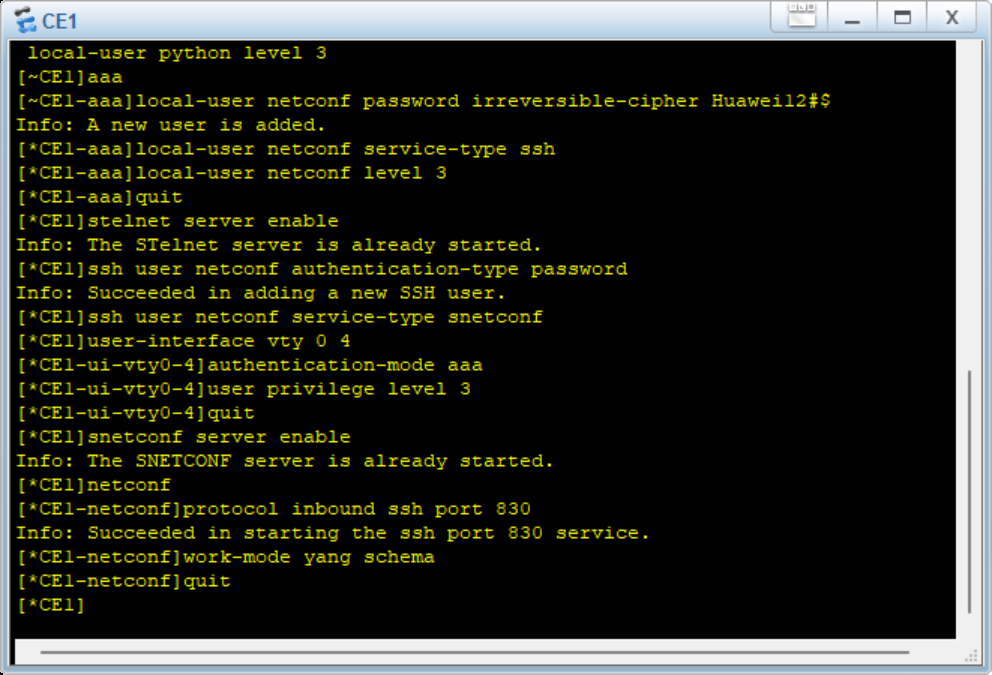 CE1
local-user python level 3
[~CE1]aaa
[~CE1-aaa]local-user netconf password irreversible-cipher Huawei12#$
Info: A new user is added.
[*CE1-aaa]local-user netconf service-type ssh
[*CE1-aaa]local-user netconf level 3
[*CE1-aaa]quit
[*CE1]stelnet server enable
Info: The STelnet server is already started.
[*CE1]ssh user netconf authentication-type password
Info: Succeeded in adding a new SSH user.
[*CE1]ssh user netconf service-type snetconf
[*CE1]user-interface vty 0 4
[*CE1-ui-vty0-4]authentication-mode aaa
[*CE1-ui-vty0-4]user privilege level 3
[*CE1-ui-vty0-4]quit
[*CE1]snetconf server enable
Info: The SNETCONF server is already started.
[*CE1]netconf
[*CE1-netconf]protocol inbound ssh port 830
Info: Succeeded in starting the ssh port 830 service.
[*CE1-netconf]work-mode yang schema
[*CE1-netconf]quit
[*CE1]